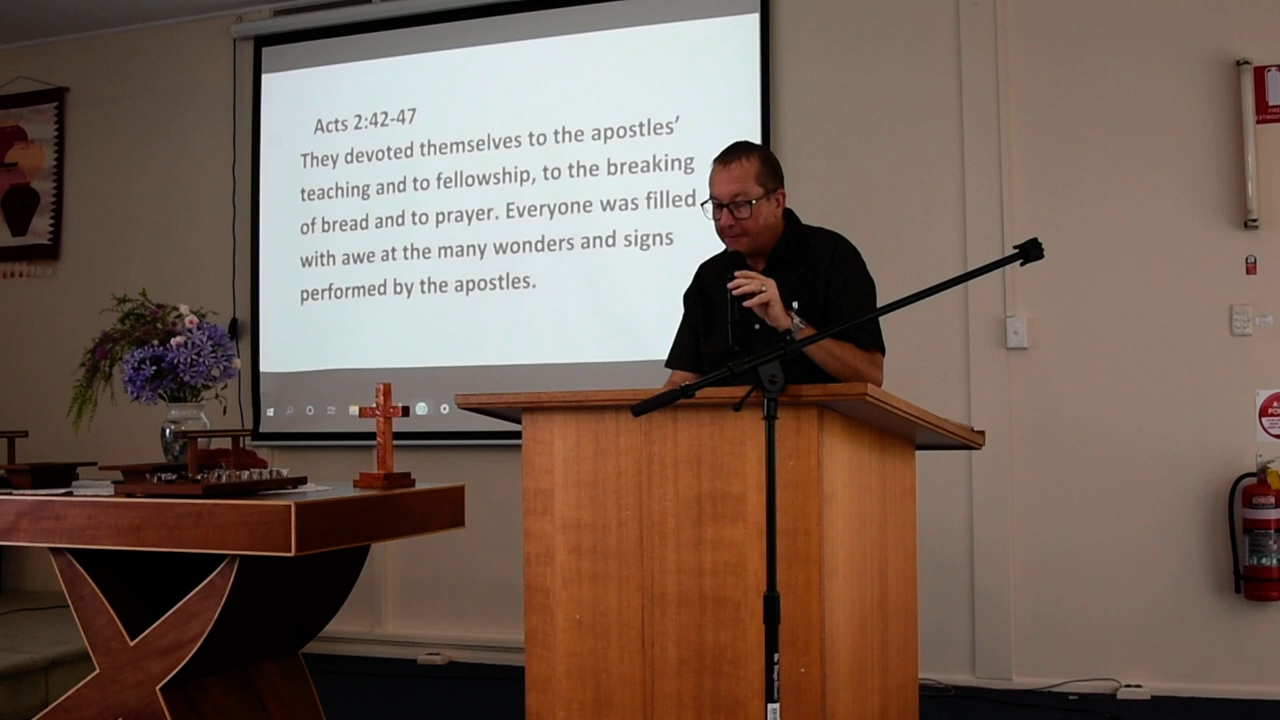 Acts 2:42-47
They devoted themselves to the apostles’
teaching and to fellowship, to the breaking
of bread and to prayer. Everyone was filled
with awe at the many wonders and signs
performed by the apostles.